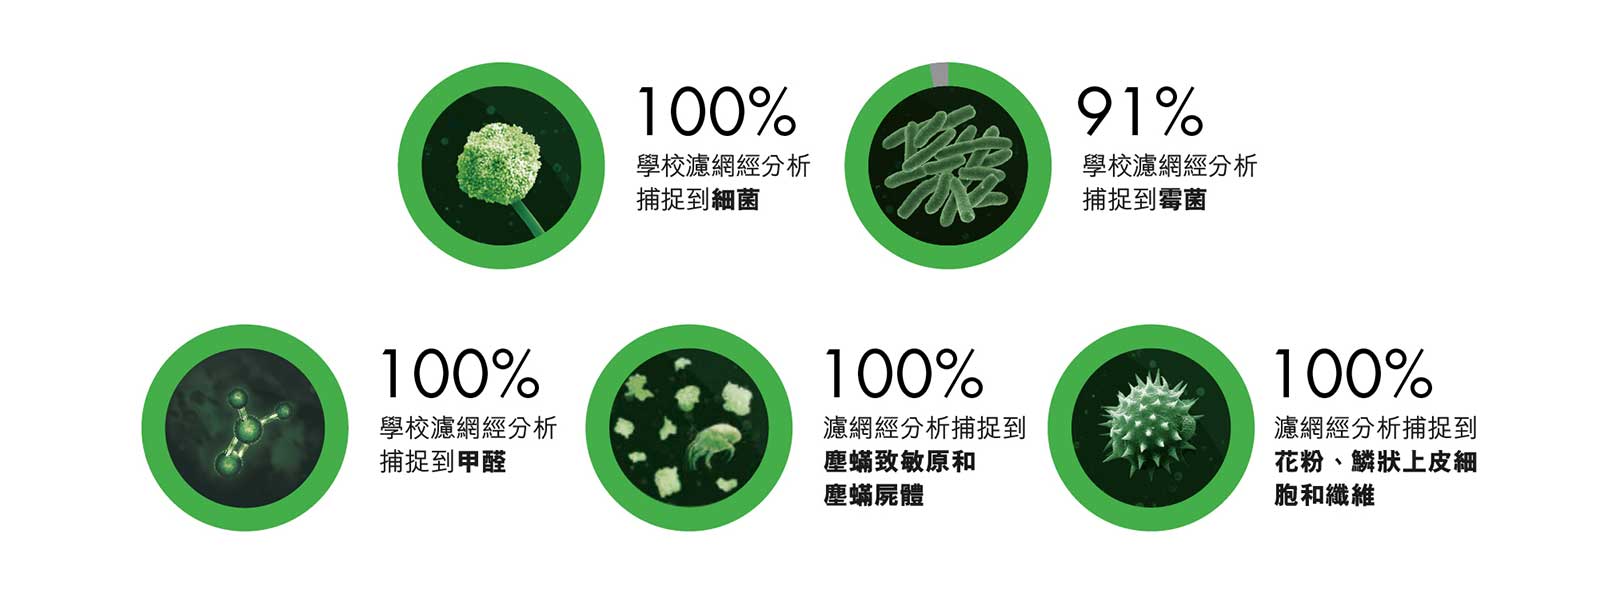 100%
學校濾網經分析
捕捉到細菌
91%
學校濾網經分析
捕捉到霉菌
100%
學校濾網經分析
捕捉到甲醛
100%
濾網經分析捕捉到
塵蟎致敏原和
塵蟎屍體
100%
濾網經分析捕捉到
花粉、鱗狀上皮細
胞和纖維